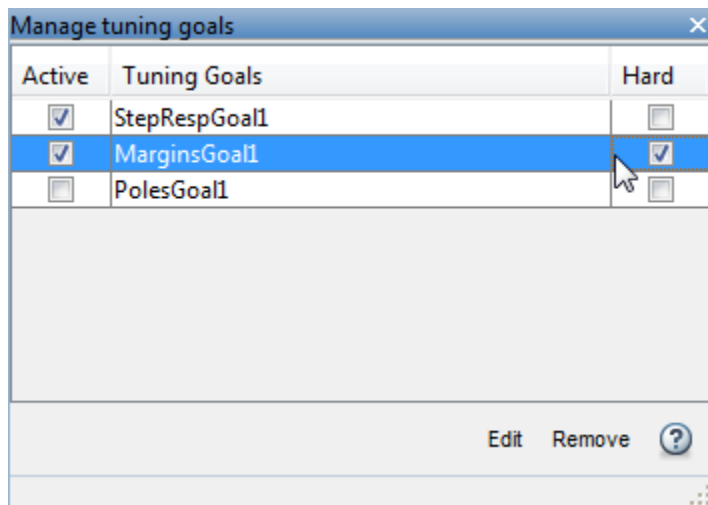 Manage tuning goals
Active Tuning Goals Hard
StepRespGoal1
MarginsGoal1
PolesGoal1
Edit Remove ?